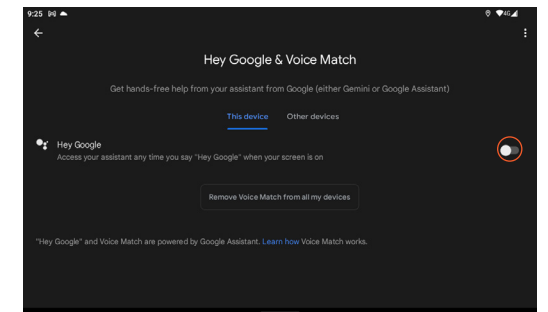 9:25
4G
Hey Google & Voice Match
Get hands-free help from your assistant from Google (either Gemini or Google Assistant)
This device Other devices
Hey Google
Access your assistant any time you say "Hey Google" when your screen is on
Remove Voice Match from all my devices
"Hey Google" and Voice Match are powered by Google Assistant. Learn how Voice Match works.